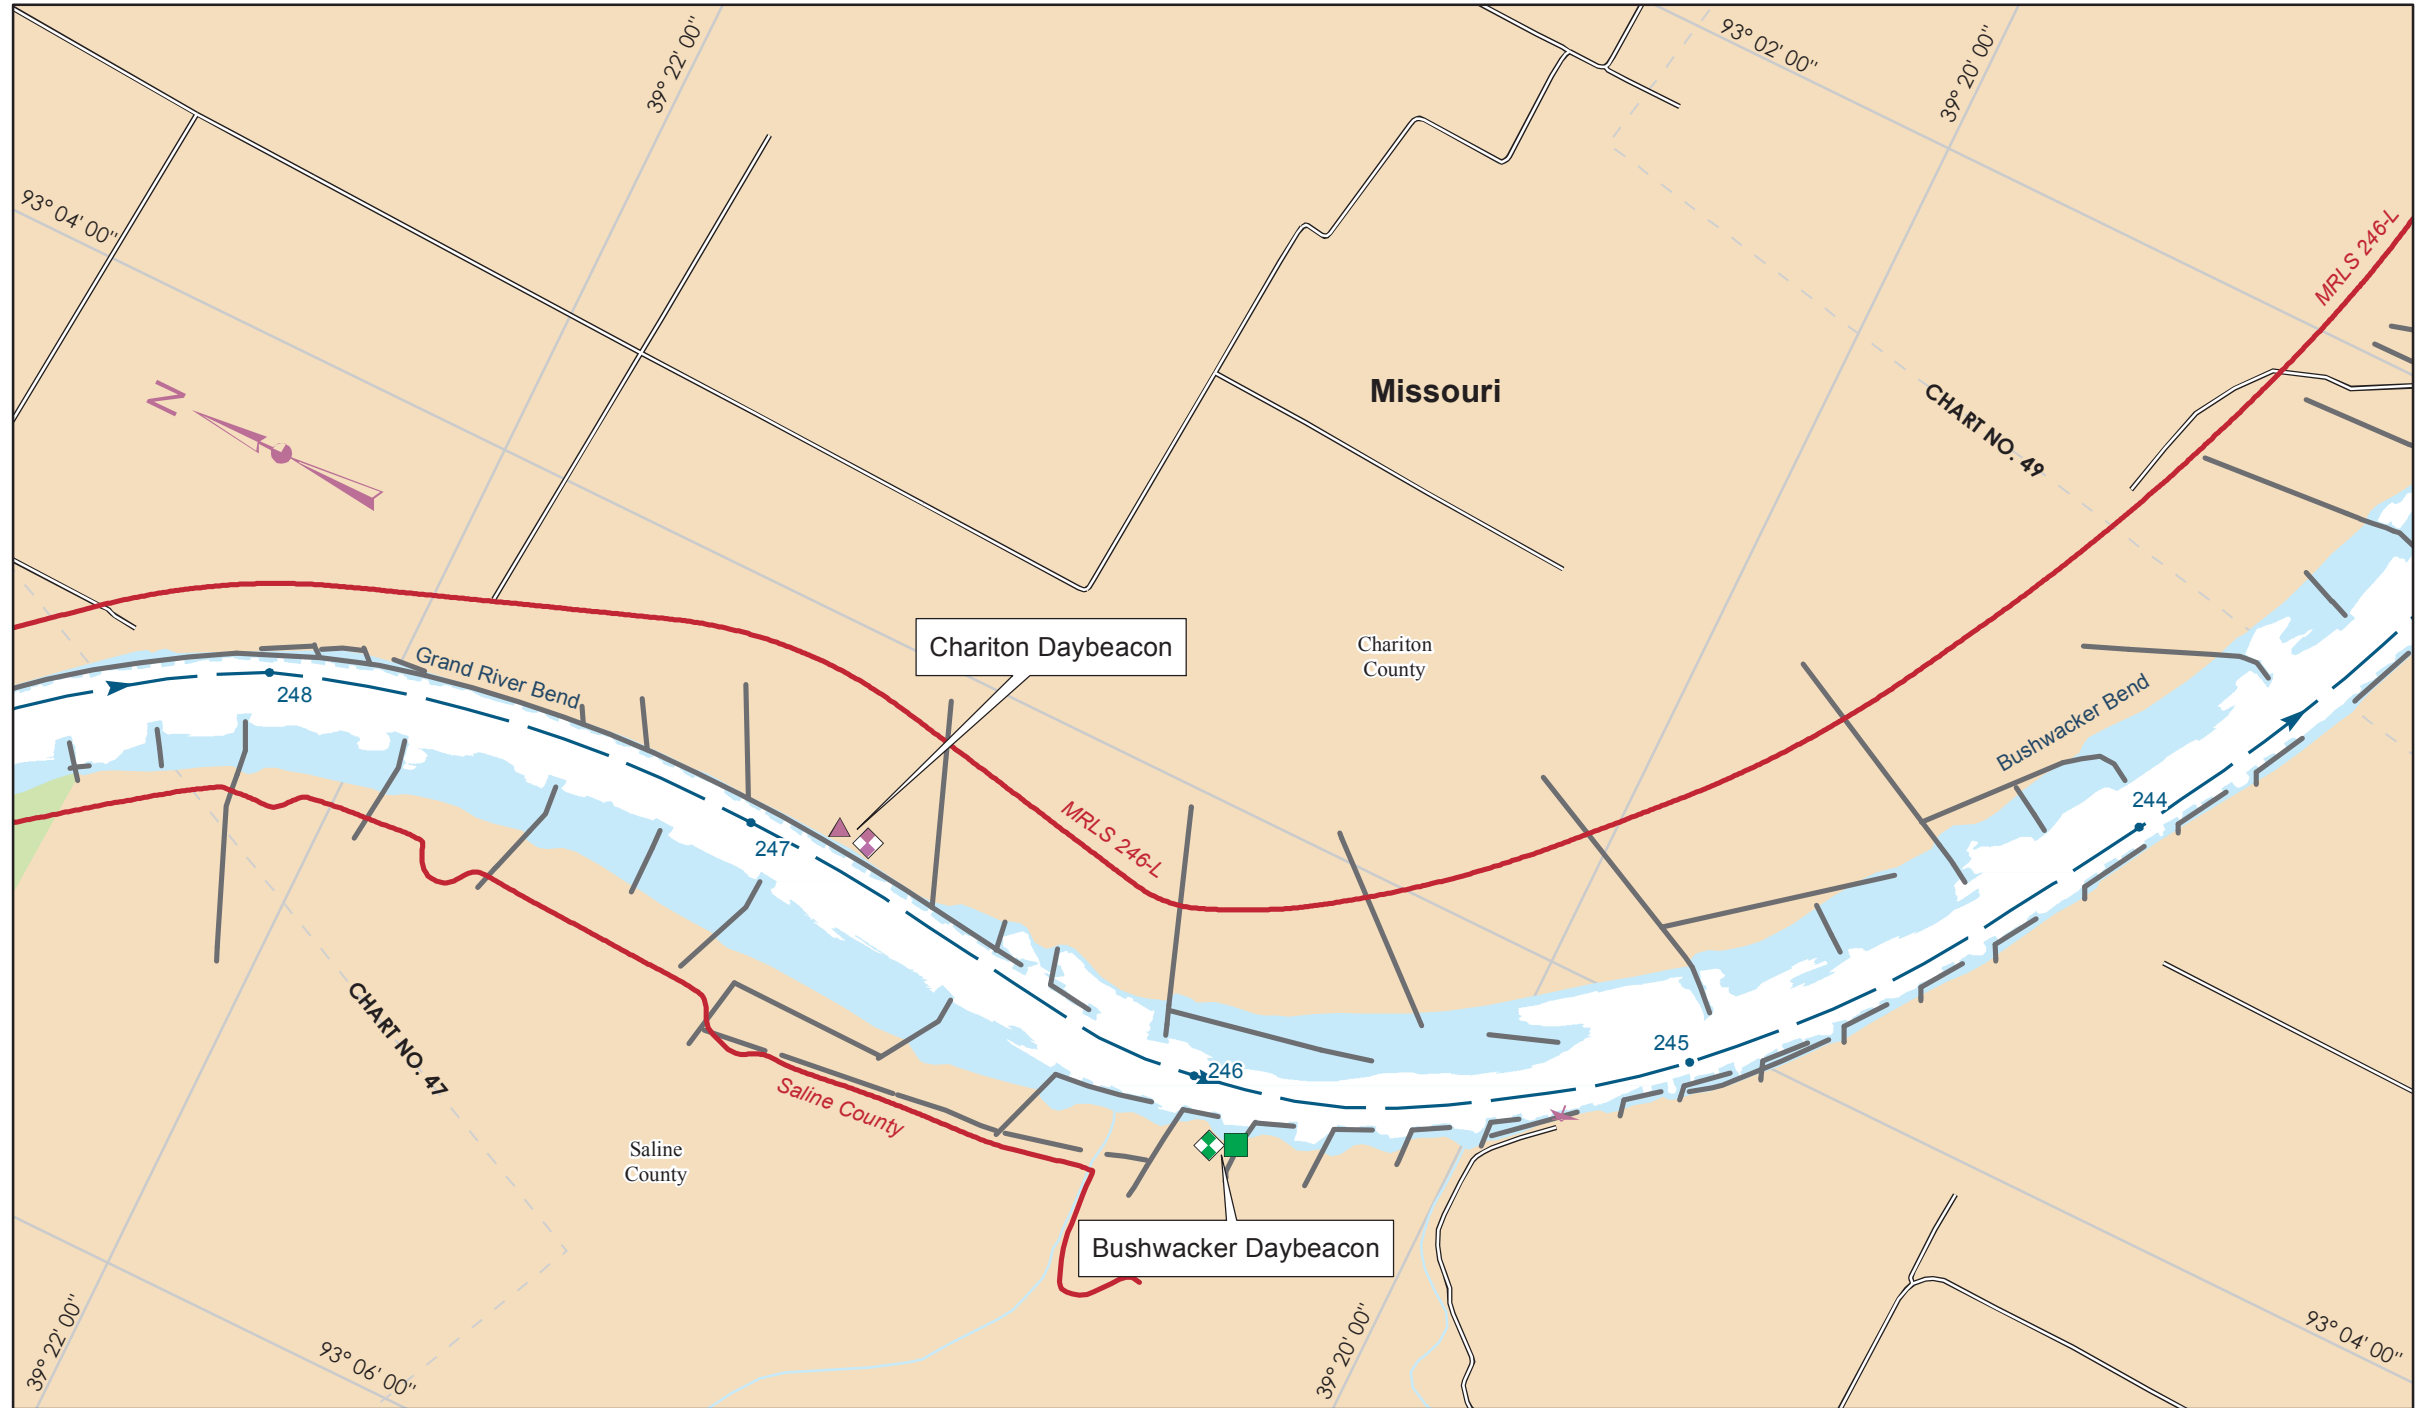 39° 22' 00"
93° 02' 00"
39° 20' 00"
93° 04' 00"
MRLS 246-L
N
Missouri
CHART NO. 49
Chariton Daybeacon
Chariton
County
Grand River Bend
248
Bushwacker Bend
244
247
MRLS 246-L
CHART NO. 47
245
246
Saline County
Saline
County
Bushwacker Daybeacon
39° 22' 00"
93° 06' 00"
39° 20' 00"
93° 04' 00"